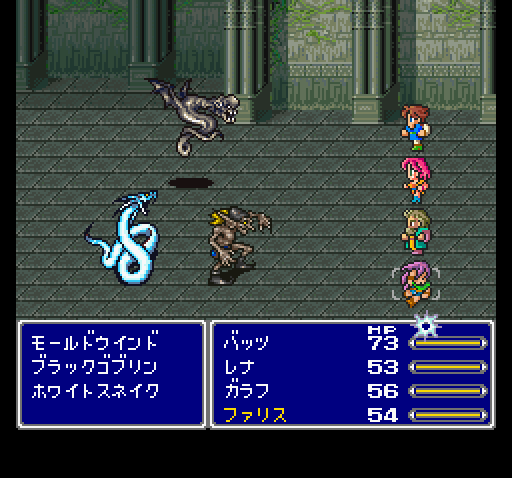 モールドウインド
ブラックゴブリン
ホワイトスネイク
HP
バッツ 73
レナ 53
ガラフ 56
ファリス 54